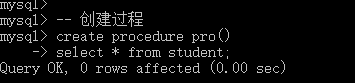 mysql>
mysql> -- 创建过程
mysql> create procedure pro()
    -> select * from student;
Query OK, 0 rows affected (0.00 sec)